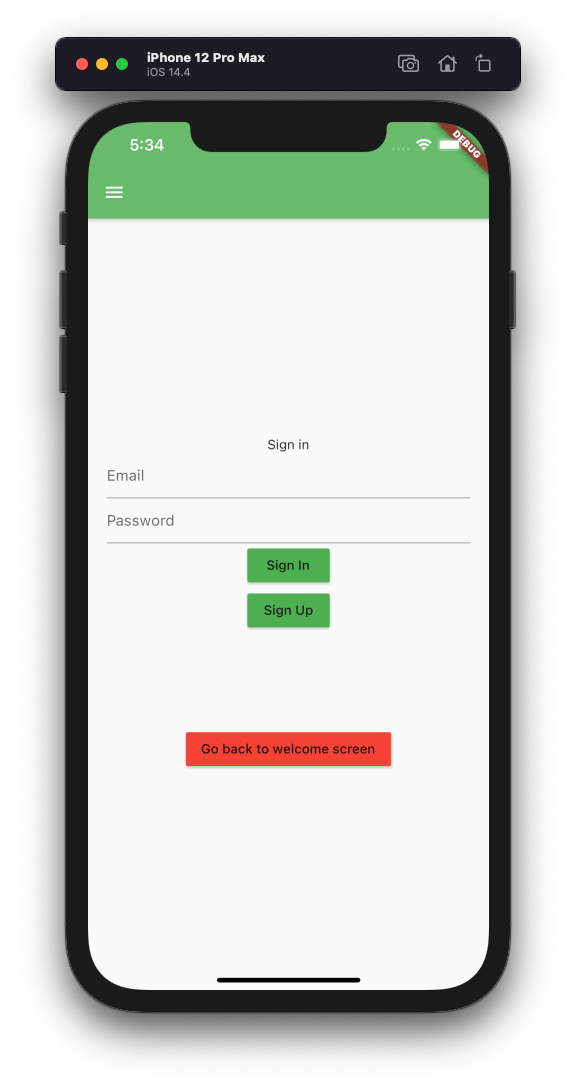 iPhone 12 Pro Max
iOS 14.4
5:34
DEBUG
Sign in
Email
Password
Sign In
Sign Up
Go back to welcome screen